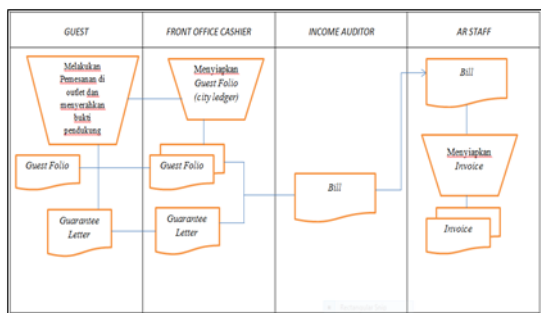 GUEST
FRONT OFFICE CASHIER
INCOME AUDITOR
AR STAFF
Melakukan
Pemesanan di
outlet dan
menyerahkan
bukti
pendukung
Menyiapkan
Guest Folio
(city ledger)
Bill
Guest Folio
Guest Folio
Menyiapkan
Invoice
Bill
Guarantee
Letter
Guarantee
Letter
Invoice